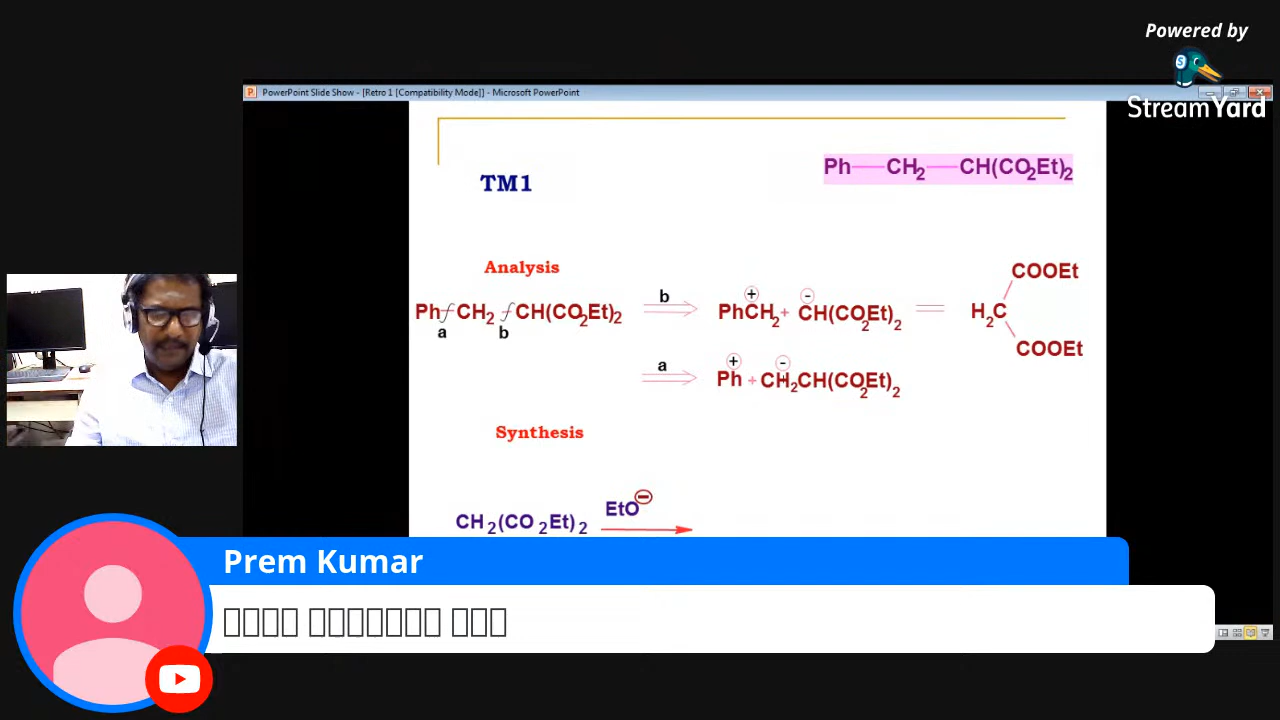 Powered by
StreamYard
PowerPoint Slide Show - [Retro 1 [Compatibility Mode]] - Microsoft PowerPoint
Ph—CH2—CH(CO2Et)2
TM1
Analysis
Ph CH2 CH(CO2Et)2
a b
b
PhCH2 + CH(CO2Et)2
+ -
COOEt
H2C
COOEt
a
+ -
Ph + CH2CH(CO2Et)2
Synthesis
CH2(CO2Et)2
EtO−
Prem Kumar